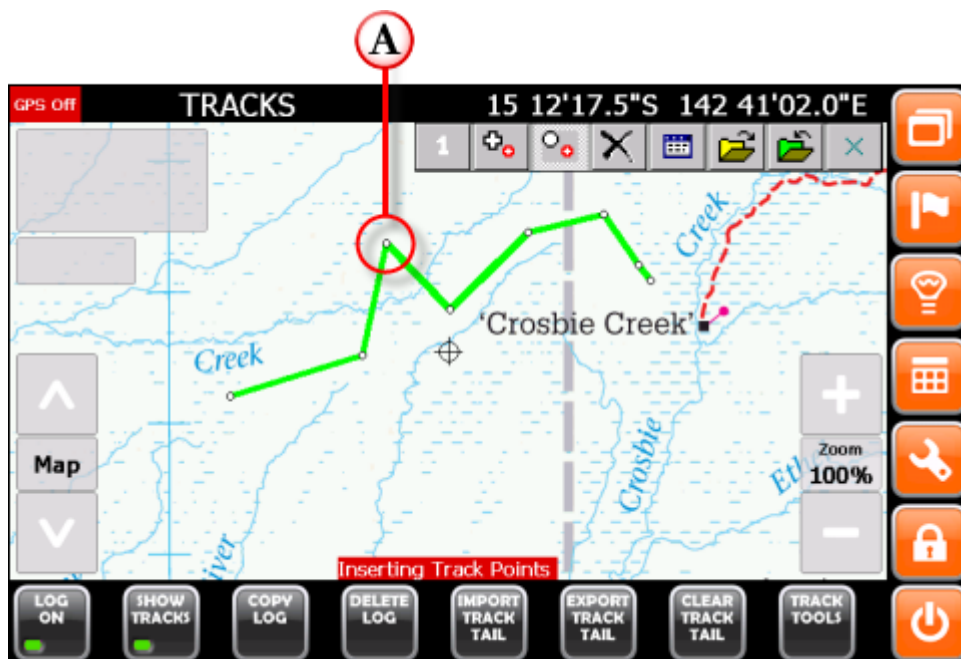 A
GPS Off TRACKS 15 12'17.5"S 142 41'02.0"E
1
Creek
'Crosbie Creek'
Creek
Map
Zoom
100%
Crosbie
Inserting Track Points
LOG ON
SHOW TRACKS
COPY LOG
DELETE LOG
IMPORT TRACK TAIL
EXPORT TRACK TAIL
CLEAR TRACK TAIL
TRACK TOOLS